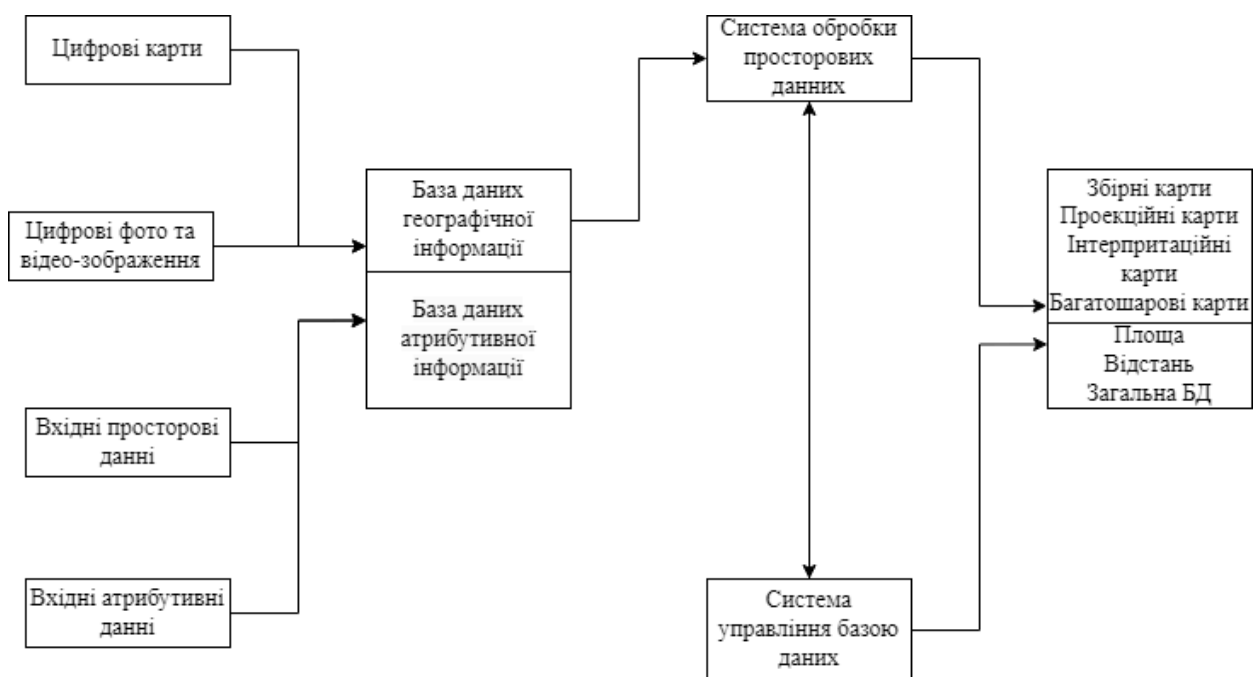 Цифрові карти
Цифрові фото та
відео-зображення
Вхідні просторові
данні
Вхідні атрибутивні
данні
База даних
географічної
інформації
База даних
атрибутивної
інформації
Система обробки
просторових
данних
Система
управління базою
даних
Збірні карти
Проекційні карти
Інтерпритаційні
карти
Багатошарові карти
Площа
Відстань
Загальна БД